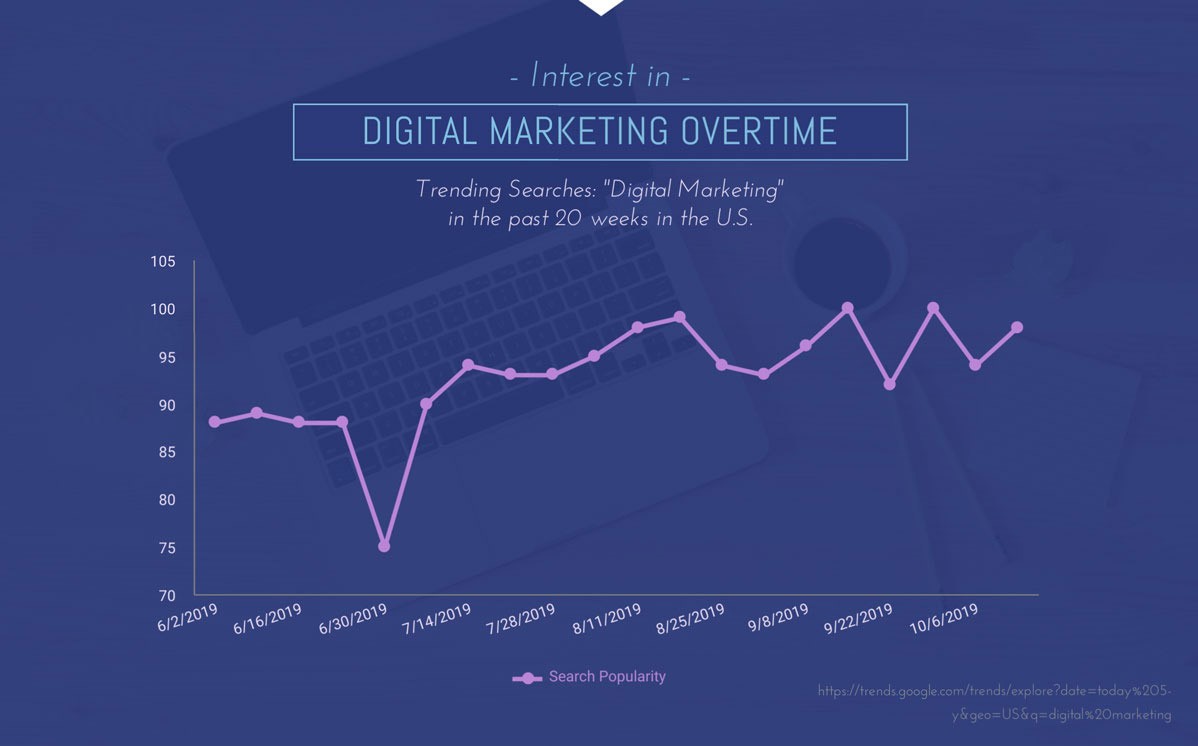 - Interest in -
DIGITAL MARKETING OVERTIME
Trending Searches: "Digital Marketing"
in the past 20 weeks in the U.S.
105
100
95
90
85
80
75
70
6/2/2019 6/16/2019 6/30/2019 7/14/2019 7/28/2019 8/11/2019 8/25/2019 9/8/2019 9/22/2019 10/6/2019
Search Popularity
https://trends.google.com/trends/explore?date=today%205-
y&geo=US&q=digital%20marketing